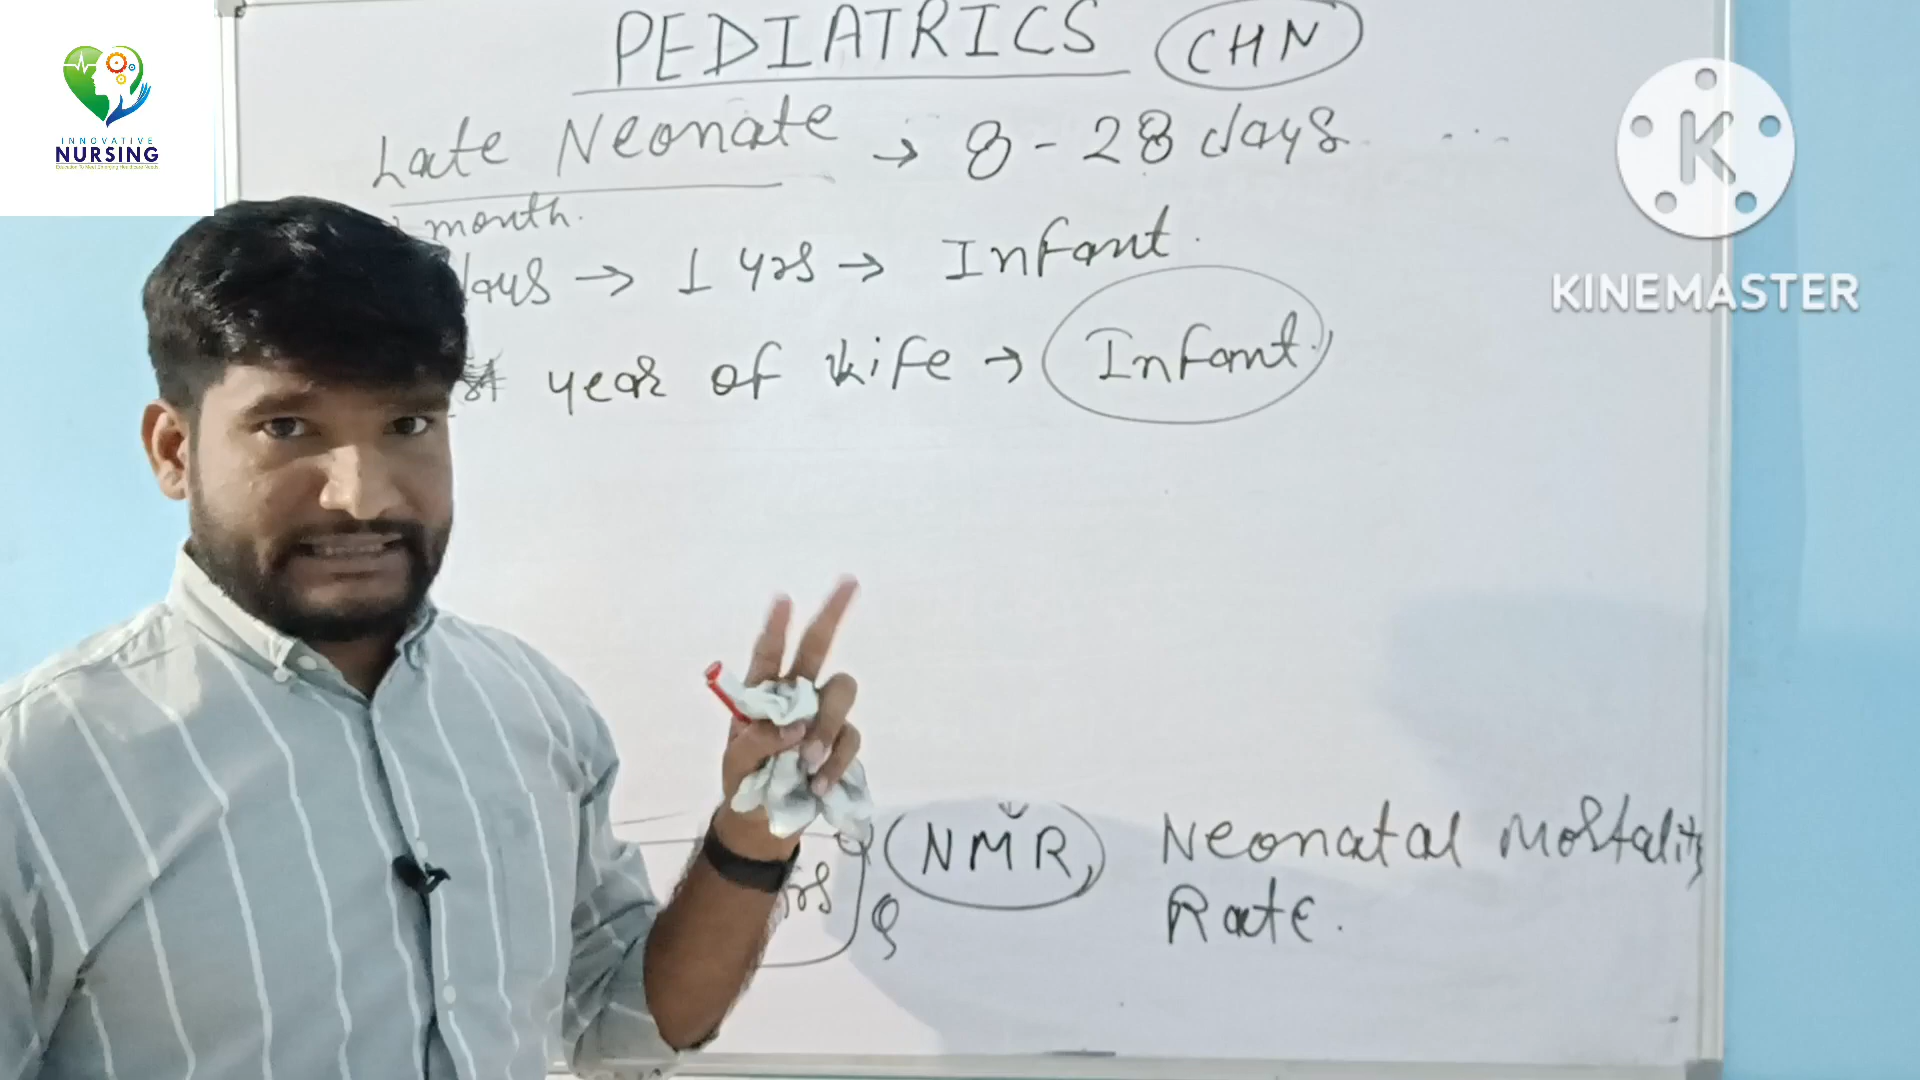 INNOVATIVE
NURSING
PEDIATRICS CHN
Late Neonate → 8 - 28 days
month.
days → 1 yrs → Infant.
year of life → Infant.
NMR, Neonatal Mortality
Rate.
KINEMASTER